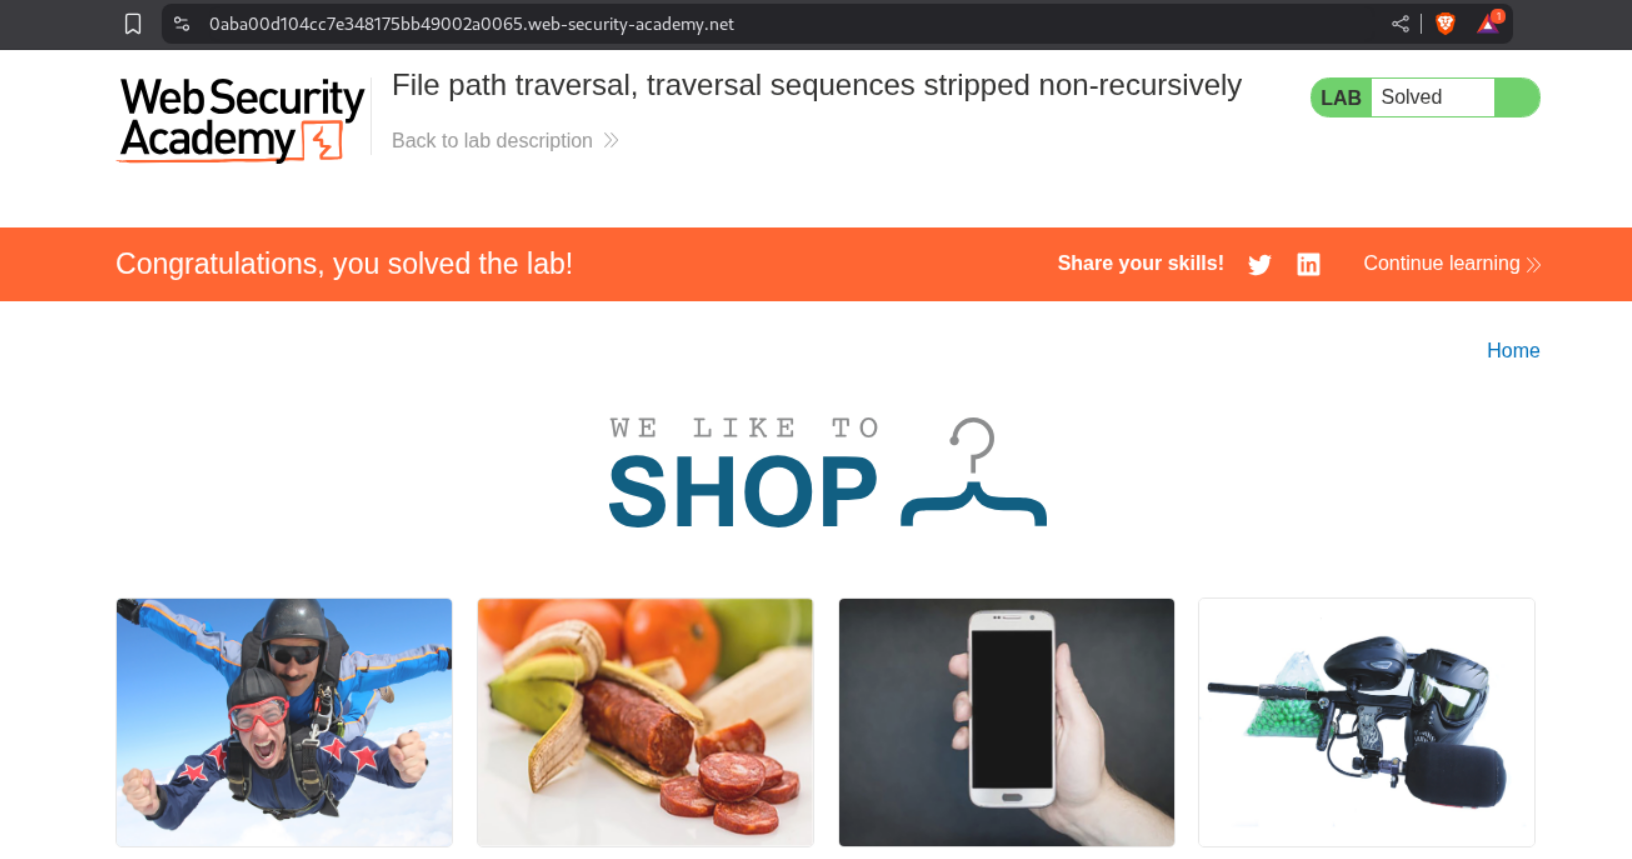 0aba00d104cc7e348175bb49002a0065.web-security-academy.net
1
Web Security
Academy
File path traversal, traversal sequences stripped non-recursively
Back to lab description
LAB Solved
Congratulations, you solved the lab!
Share your skills!
Continue learning
Home
WE LIKE TO
SHOP